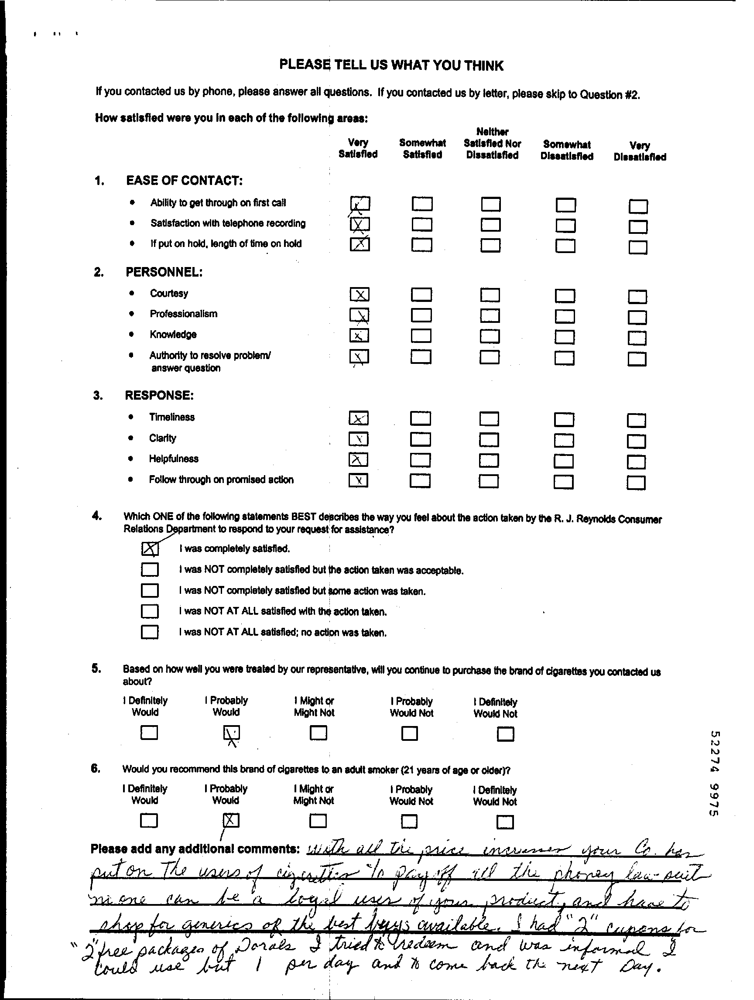 PLEASE TELL US WHAT YOU THINK
If you contacted us by phone, please answer all questions. If you contacted us by letter, please skip to Question #2.
How satisfied were you in each of the following areas:
Very Satisfied
Somewhat Satisfied
Neither Satisfied Nor Dissatisfied
Somewhat Dissatisfied
Very Dissatisfied
1. EASE OF CONTACT:
• Ability to get through on first call
• Satisfaction with telephone recording
• If put on hold, length of time on hold
2. PERSONNEL:
• Courtesy
• Professionalism
• Knowledge
• Authority to resolve problem/
answer question
3. RESPONSE:
• Timeliness
• Clarity
• Helpfulness
• Follow through on promised action
4. Which ONE of the following statements BEST describes the way you feel about the action taken by the R. J. Reynolds Consumer
Relations Department to respond to your request for assistance?
I was completely satisfied.
I was NOT completely satisfied but the action taken was acceptable.
I was NOT completely satisfied but some action was taken.
I was NOT AT ALL satisfied with the action taken.
I was NOT AT ALL satisfied; no action was taken.
5. Based on how well you were treated by our representative, will you continue to purchase the brand of cigarettes you contacted us
about?
I Definitely Would
I Probably Would
I Might or Might Not
I Probably Would Not
I Definitely Would Not
6. Would you recommend this brand of cigarettes to an adult smoker (21 years of age or older)?
I Definitely Would
I Probably Would
I Might or Might Not
I Probably Would Not
I Definitely Would Not
Please add any additional comments: with all the price increases your Co. has
put on The users of to pay off all the phoney law-suit
one can be a loyal user of your product, and have to
shop for generics or the best buys available. I had "2" cupons for
"2" free packages of Dorals I tried to redeem and was informed I
could use but 1 per day and to come back the next Day.
52274 9975